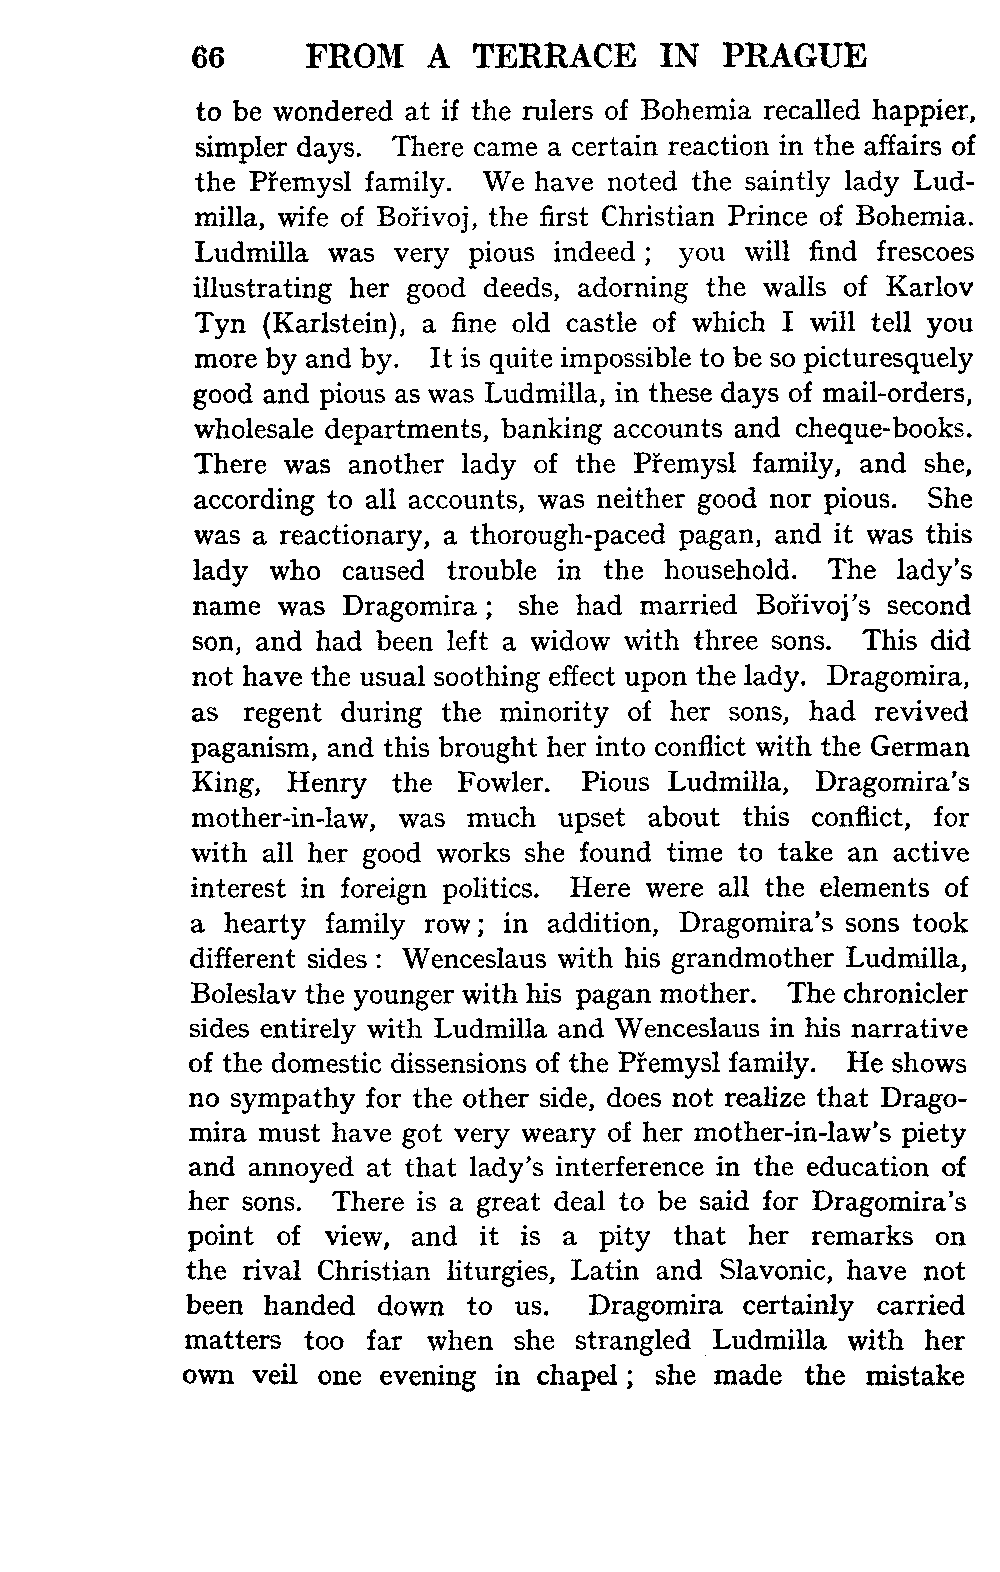 66 FROM A TERRACE IN PRAGUE
to be wondered at if the rulers of Bohemia recalled happier,
simpler days. There came a certain reaction in the affairs of
the Přemysl family. We have noted the saintly lady Lud-
milla, wife of Bořivoj, the first Christian Prince of Bohemia.
Ludmilla was very pious indeed ; you will find frescoes
illustrating her good deeds, adorning the walls of Karlov
Tyn (Karlstein), a fine old castle of which I will tell you
more by and by. It is quite impossible to be so picturesquely
good and pious as was Ludmilla, in these days of mail-orders,
wholesale departments, banking accounts and cheque-books.
There was another lady of the Přemysl family, and she,
according to all accounts, was neither good nor pious. She
was a reactionary, a thorough-paced pagan, and it was this
lady who caused trouble in the household. The lady's
name was Dragomira ; she had married Bořivoj's second
son, and had been left a widow with three sons. This did
not have the usual soothing effect upon the lady. Dragomira,
as regent during the minority of her sons, had revived
paganism, and this brought her into conflict with the German
King, Henry the Fowler. Pious Ludmilla, Dragomira's
mother-in-law, was much upset about this conflict, for
with all her good works she found time to take an active
interest in foreign politics. Here were all the elements of
a hearty family row ; in addition, Dragomira's sons took
different sides : Wenceslaus with his grandmother Ludmilla,
Boleslav the younger with his pagan mother. The chronicler
sides entirely with Ludmilla and Wenceslaus in his narrative
of the domestic dissensions of the Přemysl family. He shows
no sympathy for the other side, does not realize that Drago-
mira must have got very weary of her mother-in-law's piety
and annoyed at that lady's interference in the education of
her sons. There is a great deal to be said for Dragomira's
point of view, and it is a pity that her remarks on
the rival Christian liturgies, Latin and Slavonic, have not
been handed down to us. Dragomira certainly carried
matters too far when she strangled Ludmilla with her
own veil one evening in chapel ; she made the mistake